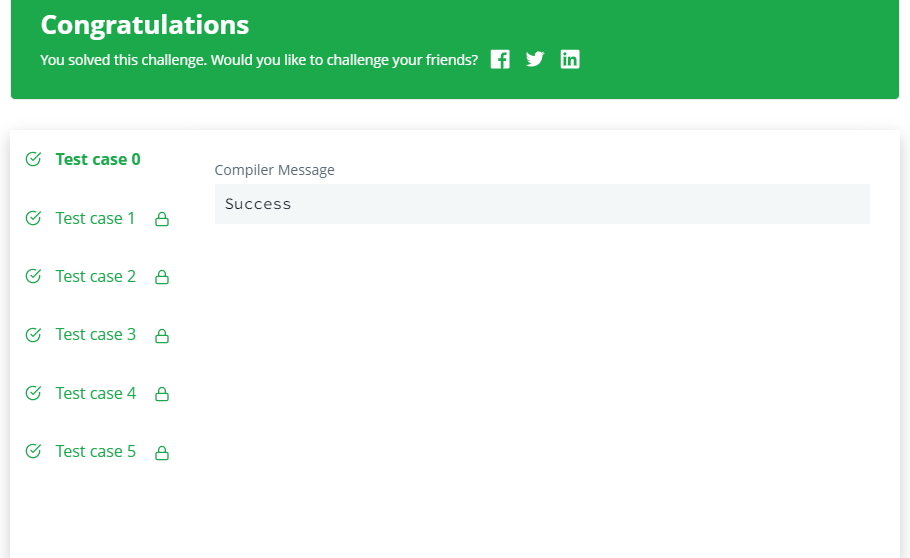 Congratulations
You solved this challenge. Would you like to challenge your friends?
Test case 0
Compiler Message
Success
Test case 1
Test case 2
Test case 3
Test case 4
Test case 5